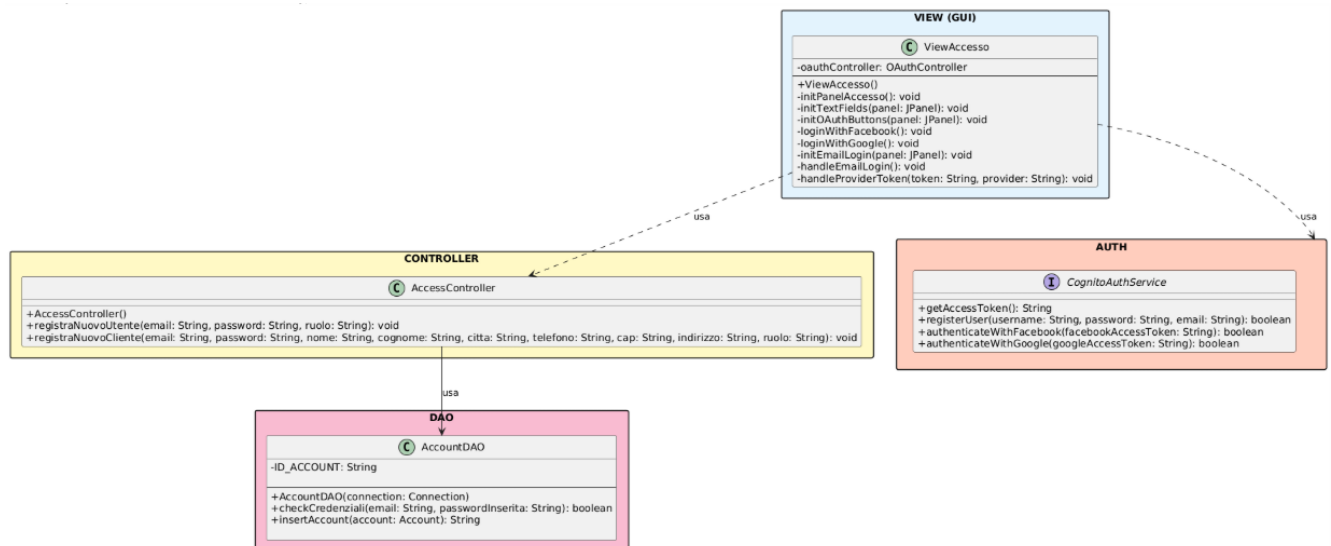 VIEW (GUI)
C ViewAccesso
-oauthController: OAuthController
+ViewAccesso()
-initPanelAccesso(): void
-initTextFields(panel: JPanel): void
-initOAuthButtons(panel: JPanel): void
-loginWithFacebook(): void
-loginWithGoogle(): void
-initEmailLogin(panel: JPanel): void
-handleEmailLogin(): void
-handleProviderToken(token: String, provider: String): void
usa
usa
CONTROLLER
C AccessController
+AccessController()
+registraNuovoUtente(email: String, password: String, ruolo: String): void
+registraNuovoCliente(email: String, password: String, nome: String, cognome: String, citta: String, telefono: String, cap: String, indirizzo: String, ruolo: String): void
AUTH
I CognitoAuthService
+getAccessToken(): String
+registerUser(username: String, password: String, email: String): boolean
+authenticateWithFacebook(facebookAccessToken: String): boolean
+authenticateWithGoogle(googleAccessToken: String): boolean
usa
DAO
C AccountDAO
-ID_ACCOUNT: String
+AccountDAO(connection: Connection)
+checkCredenziali(email: String, passwordInserita: String): boolean
+insertAccount(account: Account): String